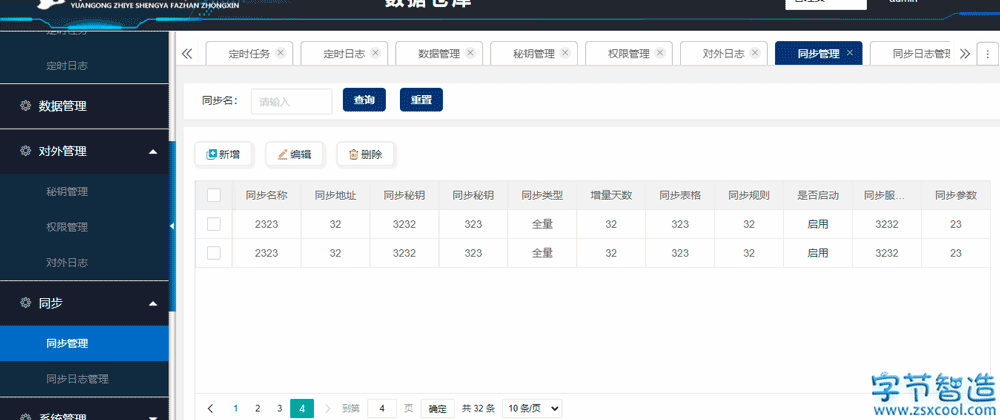 YUANGONG ZHIYE SHENGYA FAZHAN ZHONGXIN
数据仓库
admin
定时任务
定时日志
数据管理
对外管理
秘钥管理
权限管理
对外日志
同步
同步管理
同步日志管理
系统管理
定时任务 定时日志 数据管理 秘钥管理 权限管理 对外日志 同步管理 同步日志管理
同步名: 请输入 查询 重置
新增 编辑 删除
同步名称 同步地址 同步秘钥 同步秘钥 同步类型 增量天数 同步表格 同步规则 是否启动 同步服... 同步参数
2323 32 3232 323 全量 32 323 32 启用 3232 23
2323 32 3232 323 全量 32 323 32 启用 3232 23
1 2 3 4 到第 4 页 确定 共 32 条 10 条/页
字节智造
www.zsxcool.com